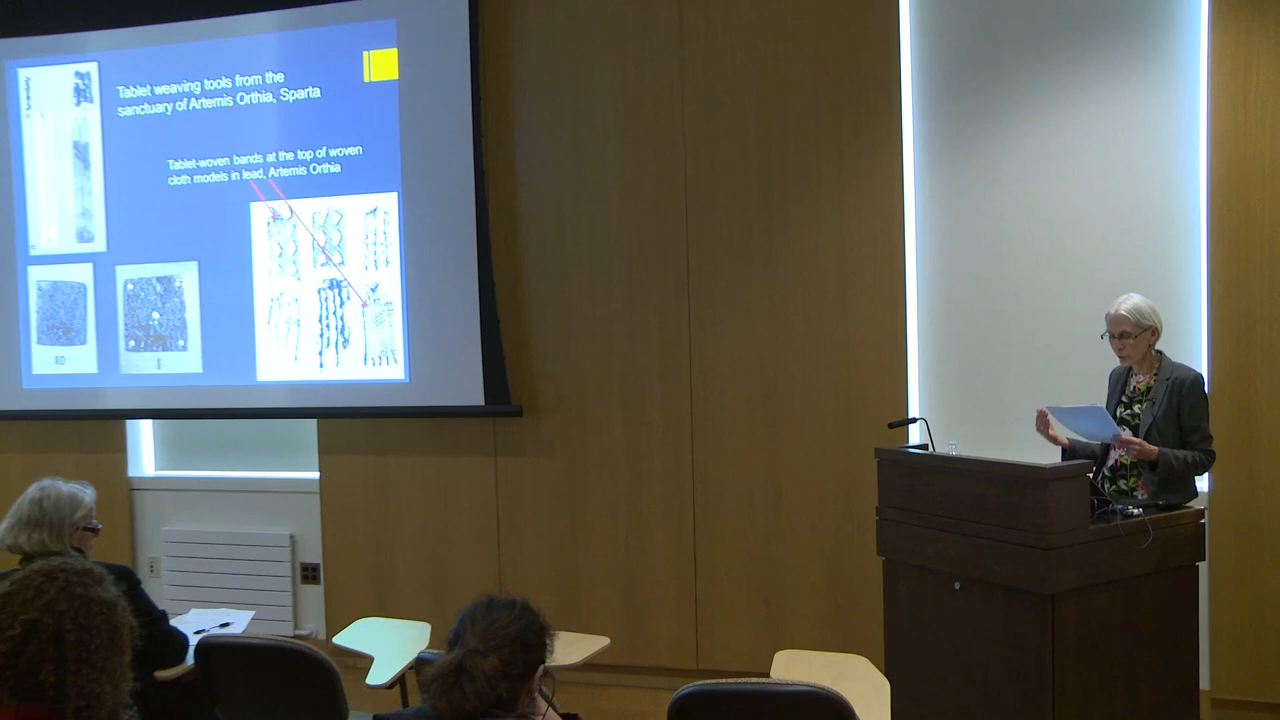 Tablet weaving tools from the
sanctuary of Artemis Orthia, Sparta
Tablet-woven bands at the top of woven
cloth models in lead, Artemis Orthia